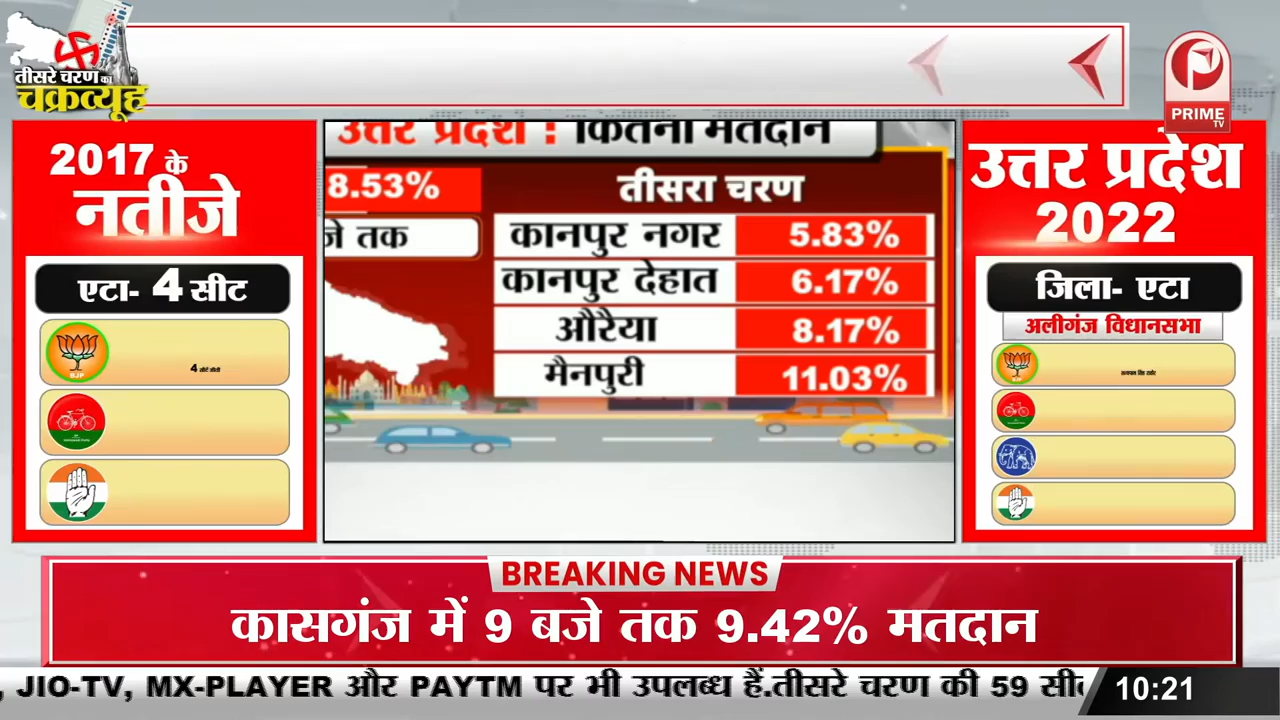 तीसरे चरण का
चक्रव्यूह
PRIME
TV
2017 के
नतीजे
एटा- 4 सीट
BJP
4 सीटें जीतीं
उत्तर प्रदेश : कितना मतदान
8.53%
जे तक
तीसरा चरण
कानपुर नगर 5.83%
कानपुर देहात 6.17%
औरैया 8.17%
मैनपुरी 11.03%
उत्तर प्रदेश
2022
जिला- एटा
अलीगंज विधानसभा
BREAKING NEWS
कासगंज में 9 बजे तक 9.42% मतदान
, JIO-TV, MX-PLAYER और PAYTM पर भी उपलब्ध हैं.तीसरे चरण की 59 सीट
10:21